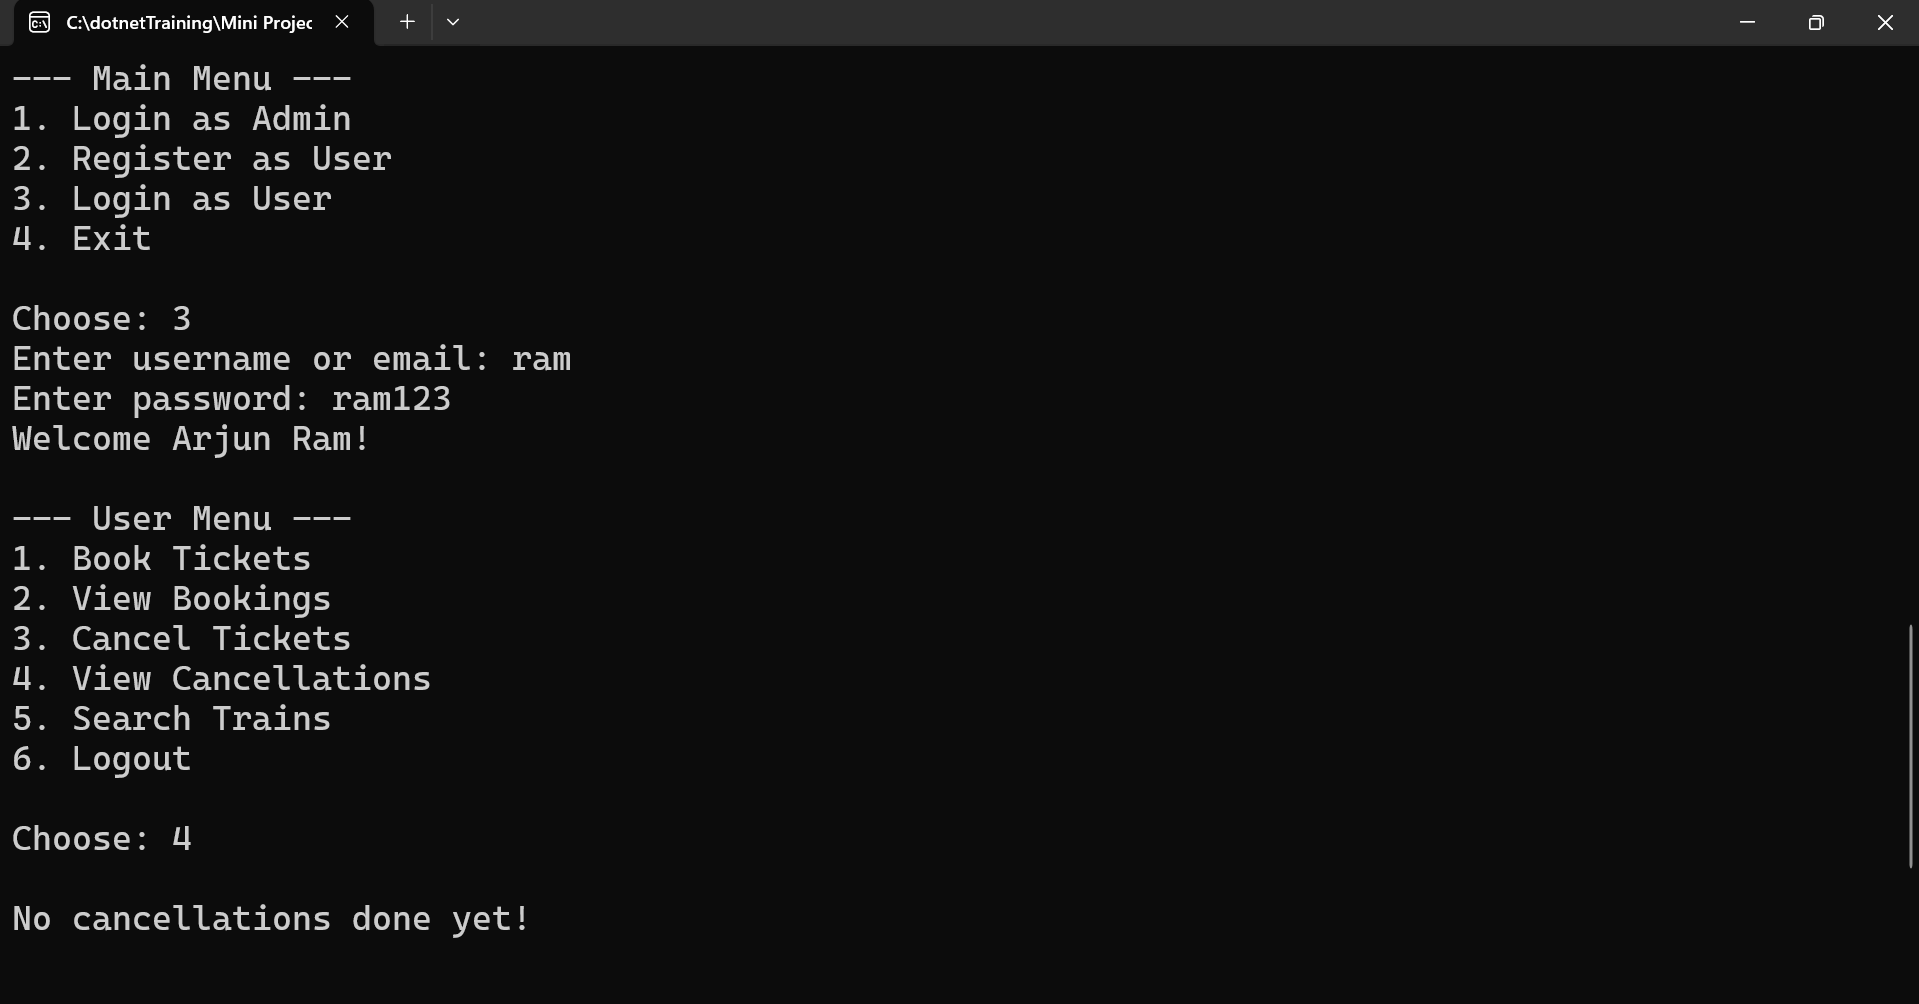 C:\dotnetTraining\Mini Projec
--- Main Menu ---
1. Login as Admin
2. Register as User
3. Login as User
4. Exit
Choose: 3
Enter username or email: ram
Enter password: ram123
Welcome Arjun Ram!
--- User Menu ---
1. Book Tickets
2. View Bookings
3. Cancel Tickets
4. View Cancellations
5. Search Trains
6. Logout
Choose: 4
No cancellations done yet!